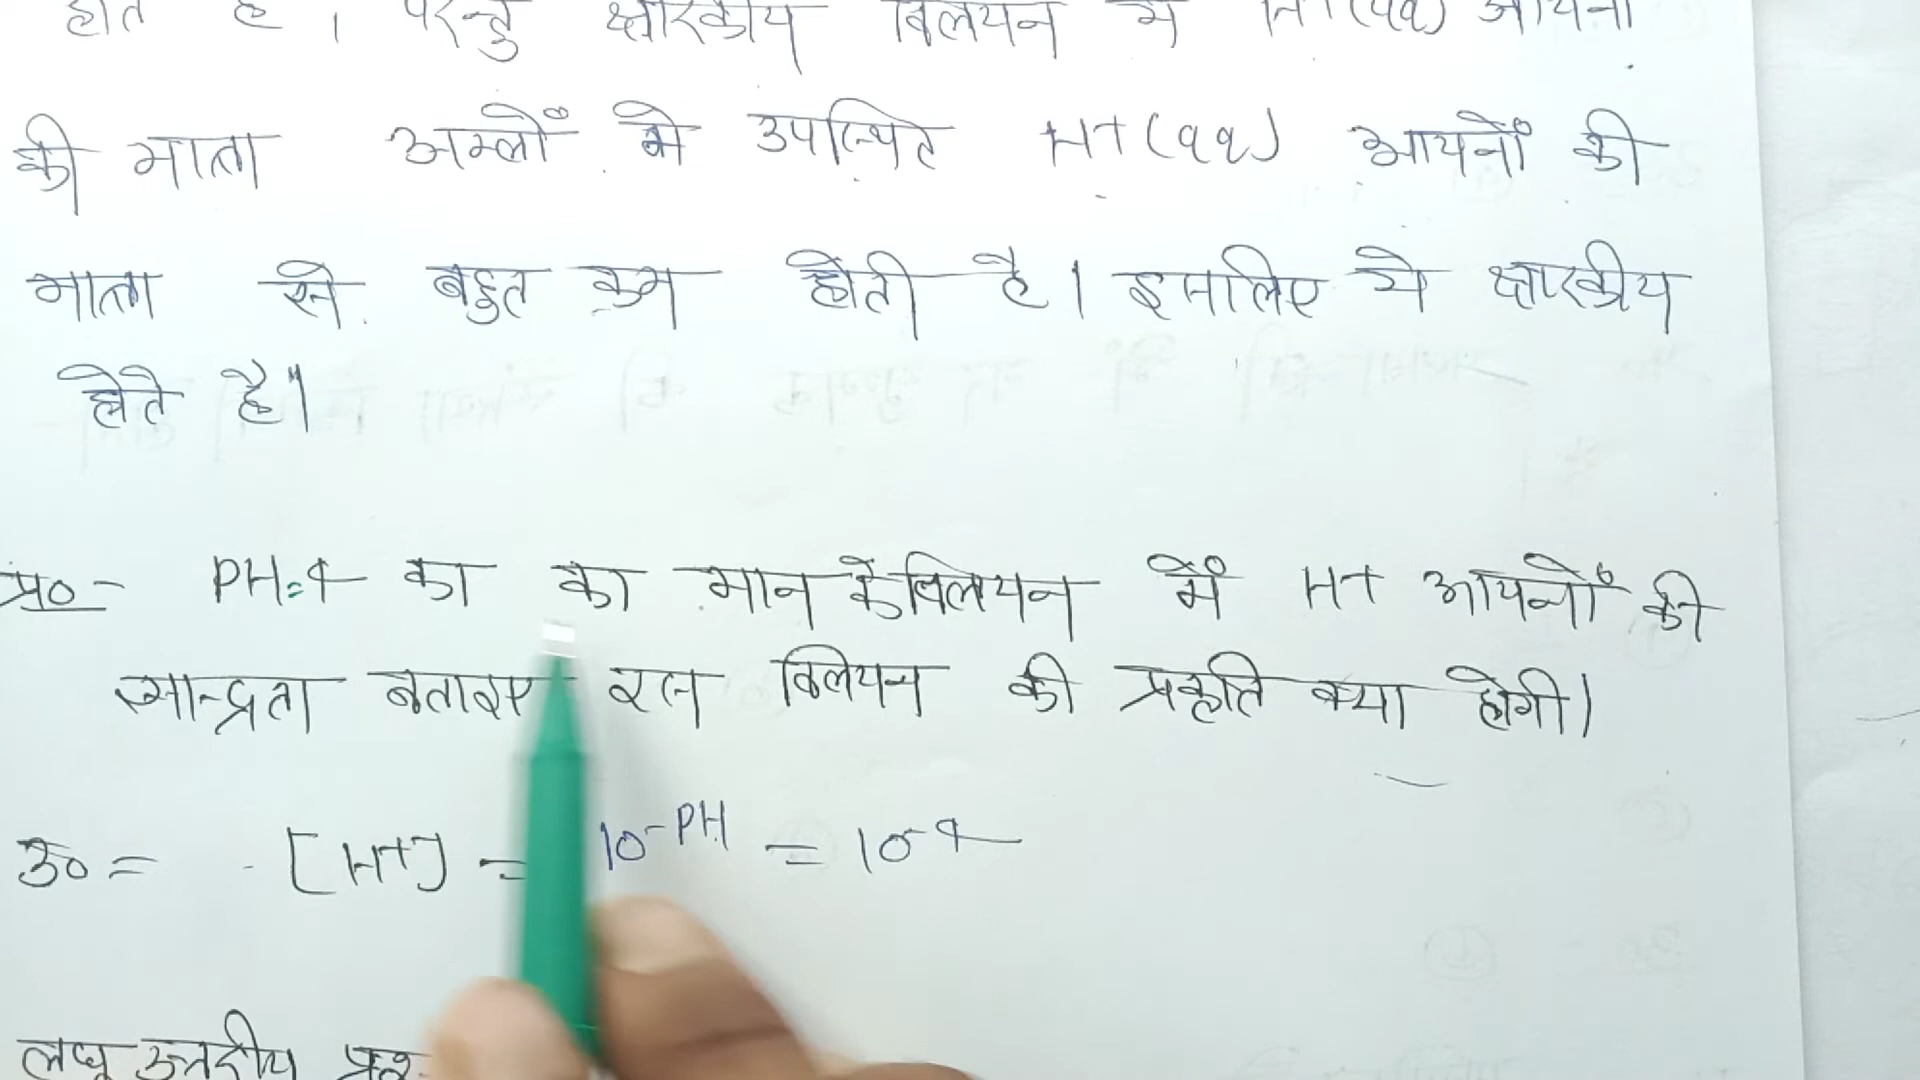 होते है । परन्तु क्षारकीय विलयन मे H+(aq) आयनो
की मात्रा अम्लों मे उपस्थित H+(aq) आयनों की
मात्रा से बहुत कम होती है। इसलिए ये क्षारकीय
होते है।
प्र०- PH=4 का का मान के विलयन में H+ आयनों की
सान्द्रता बताइए इस विलियन की प्रकृति क्या होगी।
उ० = [H+] = 10-PH = 10-4
लघु उत्तरीय प्रश्न